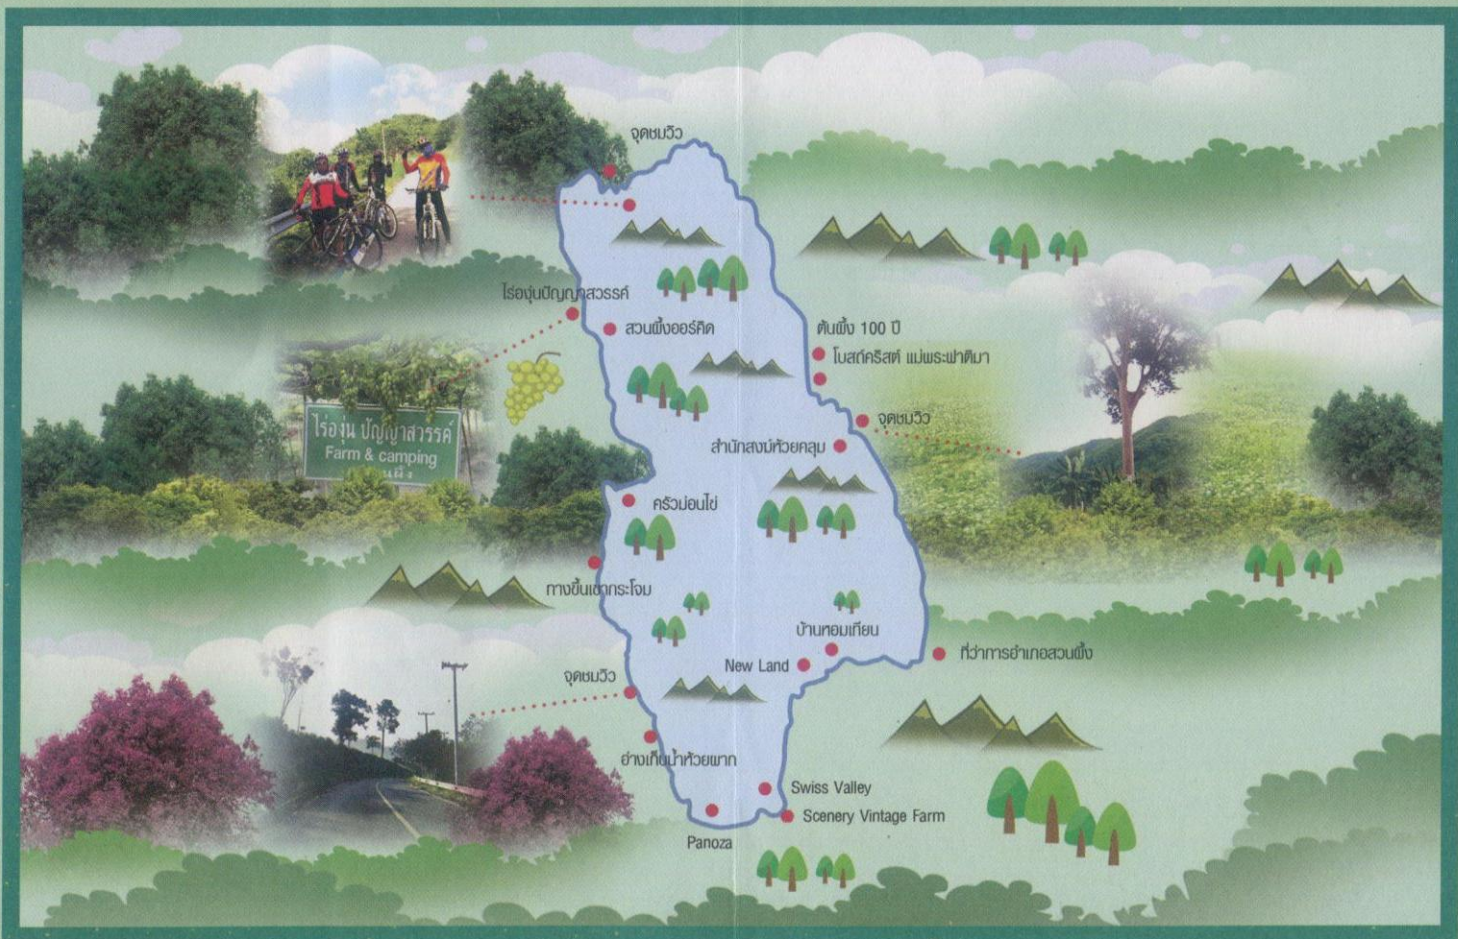 จุดชมวิว
ไร่องุ่นปัญญาสวรรค์
สวนผึ้งออร์คิด
ต้นผึ้ง 100 ปี
โบสถ์คริสต์ แม่พระฟาติมา
จุดชมวิว
ไร่องุ่น ปัญญาสวรรค์
Farm & camping
สำนักสงฆ์ห้วยคลุม
ครัวม่อนไข่
ทางขึ้นเขากระโจม
บ้านหอมเทียน
New Land
ที่ว่าการอำเภอสวนผึ้ง
จุดชมวิว
อ่างเก็บน้ำห้วยผาก
Swiss Valley
Scenery Vintage Farm
Panoza